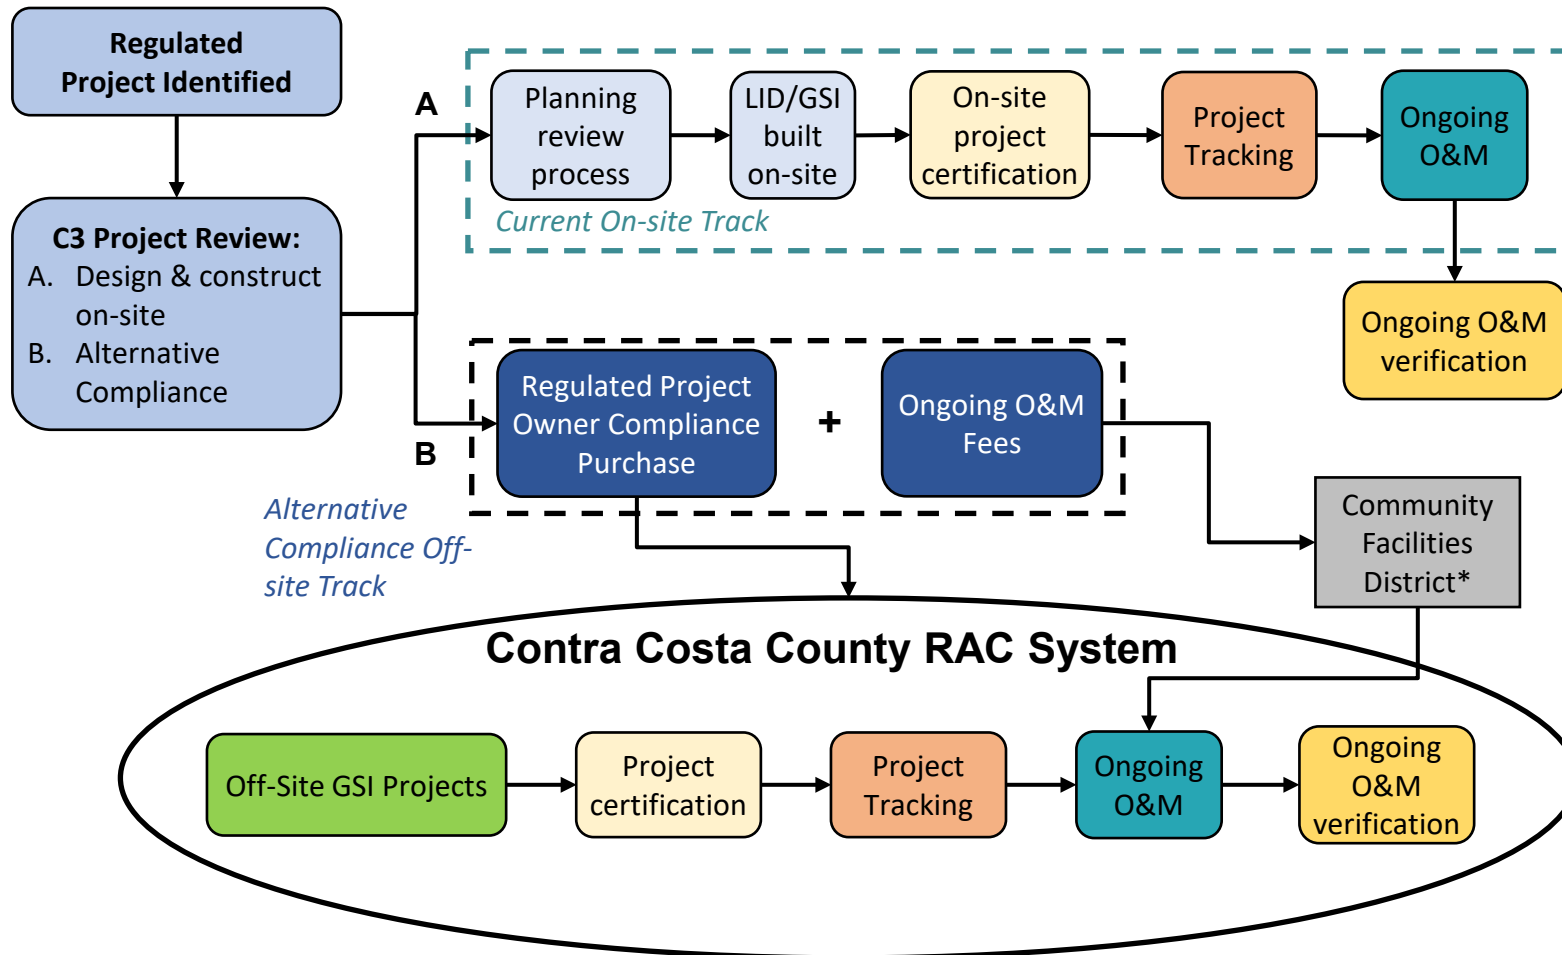 Regulated
Project Identified
C3 Project Review:
A. Design & construct
on-site
B. Alternative
Compliance
A
Planning
review
process
LID/GSI
built
on-site
On-site
project
certification
Project
Tracking
Ongoing
O&M
Current On-site Track
Ongoing O&M
verification
B
Regulated Project
Owner Compliance
Purchase
+
Ongoing O&M
Fees
Alternative
Compliance Off-
site Track
Community
Facilities
District*
Contra Costa County RAC System
Off-Site GSI Projects
Project
certification
Project
Tracking
Ongoing
O&M
Ongoing
O&M
verification